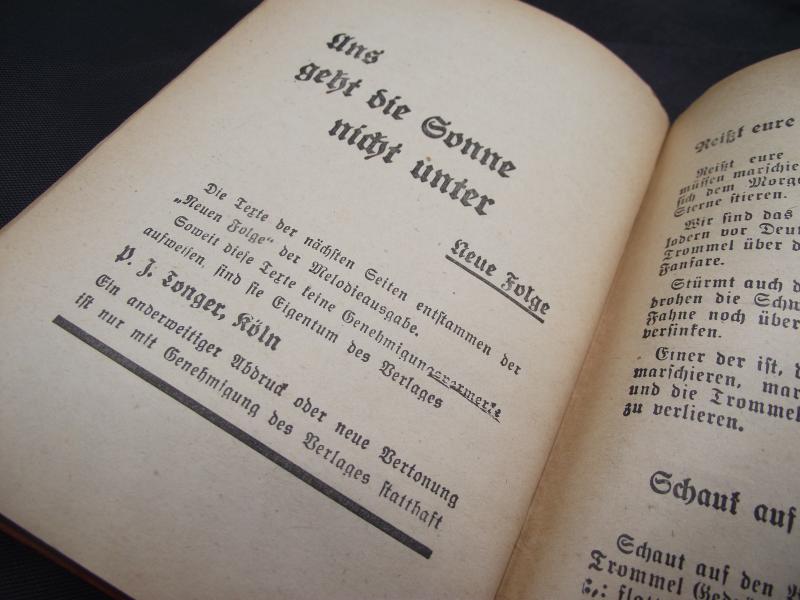 Uns
geht die Sonne
nicht unter
Neue Folge
Die Texte der nächsten Seiten entstammen der
„Neuen Folge“ der Melodieausgabe.
Soweit diese Texte keine Genehmigungsvermerke
aufweisen, sind sie Eigentum des Verlages
P. J. Tonger, Köln
Ein anderweitiger Abdruck oder neue Vertonung
ist nur mit Genehmigung des Verlages statthaft
Reißt eure
Reißt eure
müssen marschie
sich dem Morge
Sterne stieren.
Wir sind das
lodern vor Deut
Trommel über d
Fanfare.
Stürmt auch d
drohen die Schw
Fahne noch über
versinken.
Einer der ist, d
marschieren, mar
und die Trommel
zu verlieren.
Schaut auf
Schaut auf den
Trommel
:,: flatt